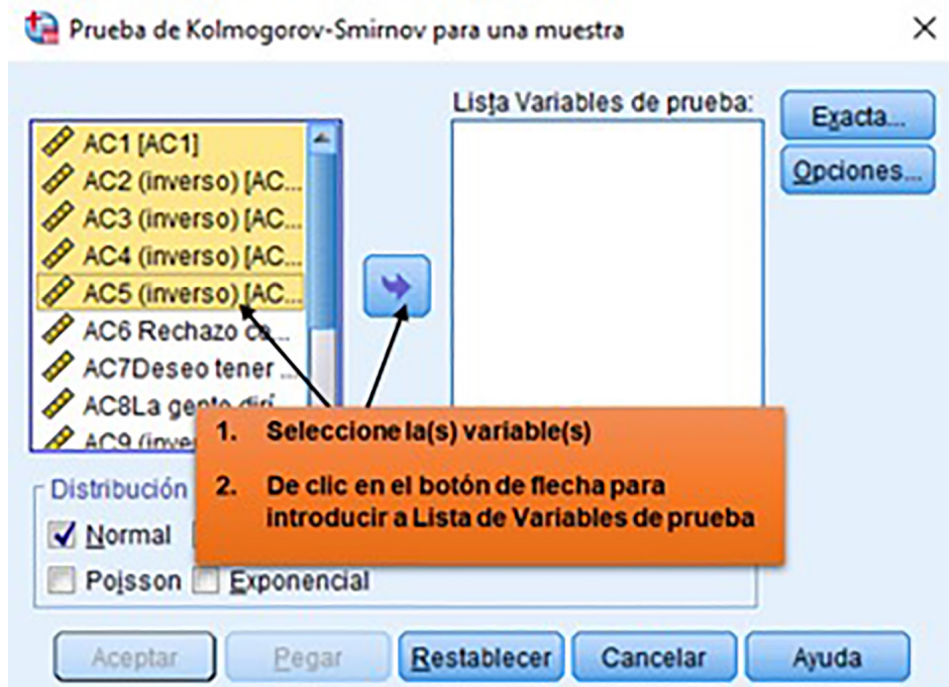 Prueba de Kolmogorov-Smirnov para una muestra
Lista Variables de prueba:
AC1 [AC1]
AC2 (inverso) [AC...
AC3 (inverso) [AC...
AC4 (inverso) [AC...
AC5 (inverso) [AC...
AC6 Rechazo
AC7Deseo tener ...
AC8La gente
AC9
Exacta...
Opciones...
1. Seleccione la(s) variable(s)
2. De clic en el botón de flecha para
introducir a Lista de Variables de prueba
Distribución
Normal
Poisson Exponencial
Aceptar Pegar Restablecer Cancelar Ayuda